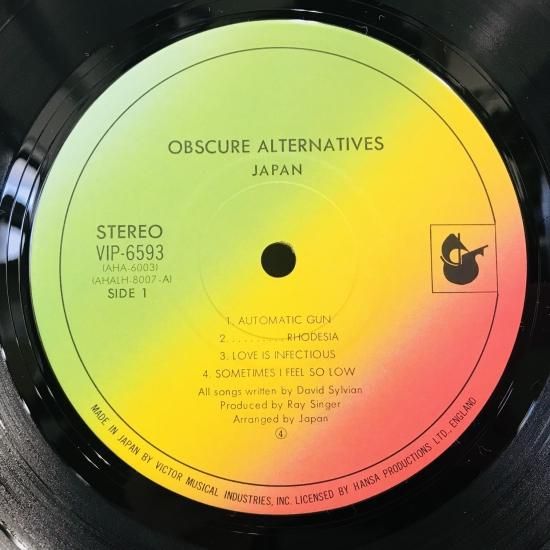 OBSCURE ALTERNATIVES
JAPAN
STEREO
VIP-6593
(AHA-6003)
(AHALH-8007-A)
SIDE 1
1. AUTOMATIC GUN
2. . . . . . . . . . RHODESIA
3. LOVE IS INFECTIOUS
4. SOMETIMES I FEEL SO LOW
All songs written by David Sylvian
Produced by Ray Singer
Arranged by Japan
④
MADE IN JAPAN BY VICTOR MUSICAL INDUSTRIES, INC. LICENSED BY HANSA PRODUCTIONS LTD., ENGLAND